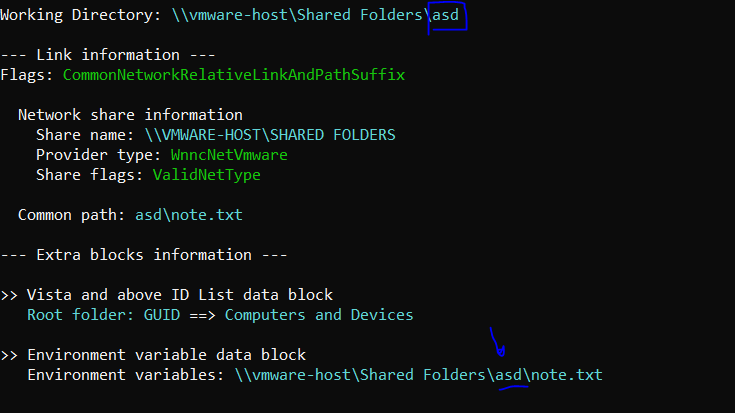 Working Directory: \\vmware-host\Shared Folders\asd
--- Link information ---
Flags: CommonNetworkRelativeLinkAndPathSuffix
Network share information
Share name: \\VMWARE-HOST\SHARED FOLDERS
Provider type: WnncNetVmware
Share flags: ValidNetType
Common path: asd\note.txt
--- Extra blocks information ---
>> Vista and above ID List data block
Root folder: GUID ==> Computers and Devices
>> Environment variable data block
Environment variables: \\vmware-host\Shared Folders\asd\note.txt